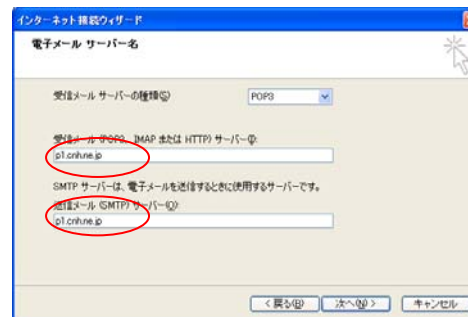 インターネット接続ウィザード
電子メール サーバー名
受信メール サーバーの種類(S) POP3
受信メール (POP3、IMAP または HTTP) サーバー(I):
p1.cnh.ne.jp
SMTP サーバーは、電子メールを送信するときに使用するサーバーです。
送信メール (SMTP) サーバー(O):
p1.cnh.ne.jp
< 戻る(B) 次へ(N) > キャンセル